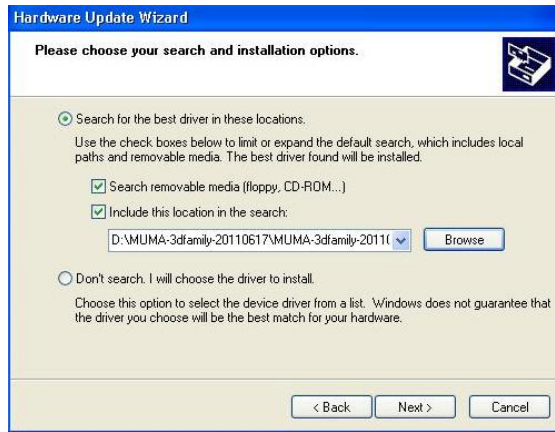 Hardware Update Wizard
Please choose your search and installation options.
Search for the best driver in these locations.
Use the check boxes below to limit or expand the default search, which includes local
paths and removable media. The best driver found will be installed.
Search removable media (floppy, CD-ROM...)
Include this location in the search:
D:\MUMA-3dfamily-20110617\MUMA-3dfamily-2011( Browse
Don't search. I will choose the driver to install.
Choose this option to select the device driver from a list. Windows does not guarantee that
the driver you choose will be the best match for your hardware.
< Back Next > Cancel